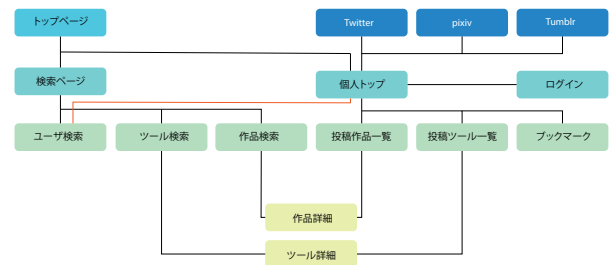 トップページ
Twitter
pixiv
Tumblr
検索ページ
個人トップ
ログイン
ユーザ検索
ツール検索
作品検索
投稿作品一覧
投稿ツール一覧
ブックマーク
作品詳細
ツール詳細